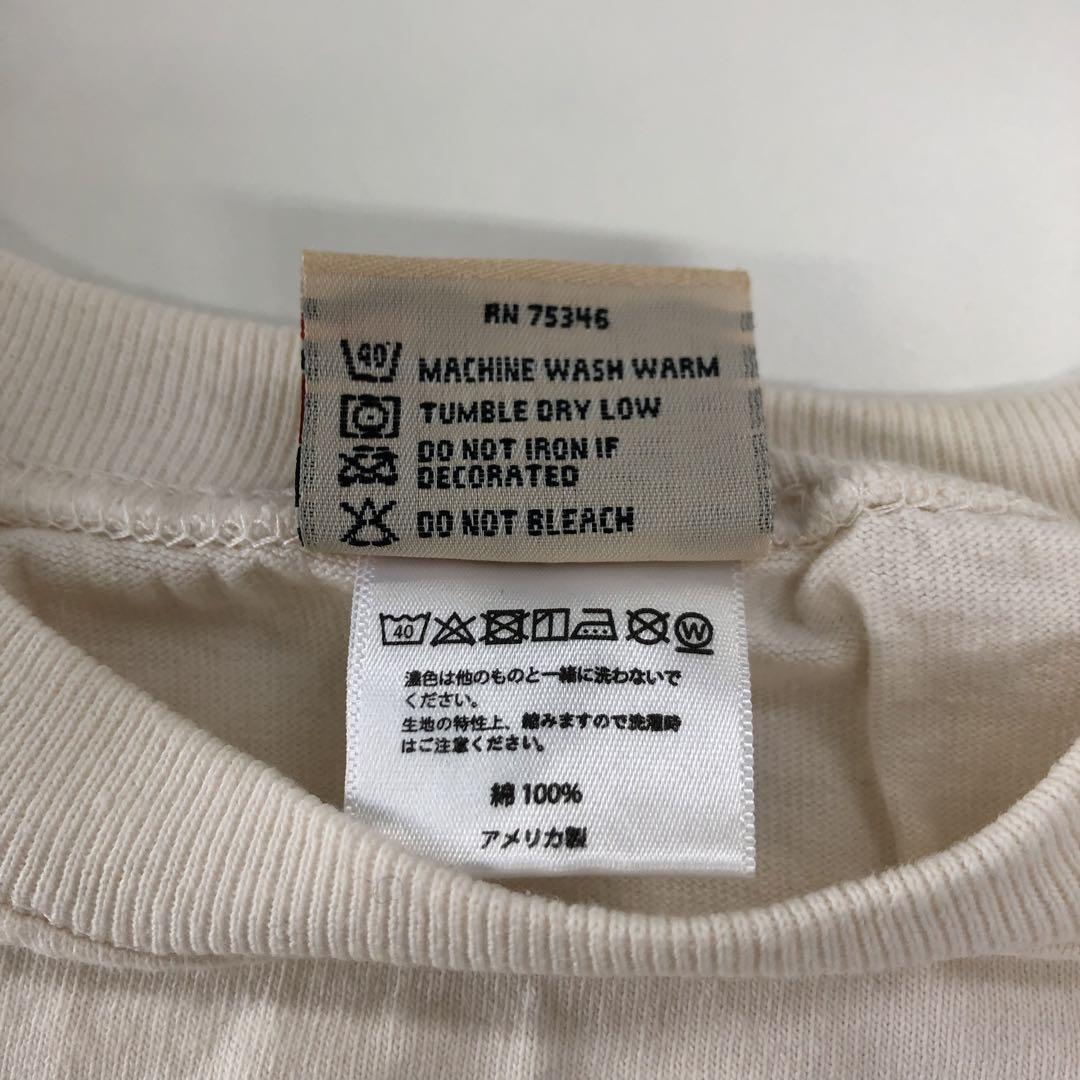 RN 75346
40
MACHINE WASH WARM
TUMBLE DRY LOW
DO NOT IRON IF
DECORATED
DO NOT BLEACH
40 W
濃色は他のものと一緒に洗わないで
ください。
生地の特性上、縮みますので洗濯時
はご注意ください。
綿 100%
アメリカ製